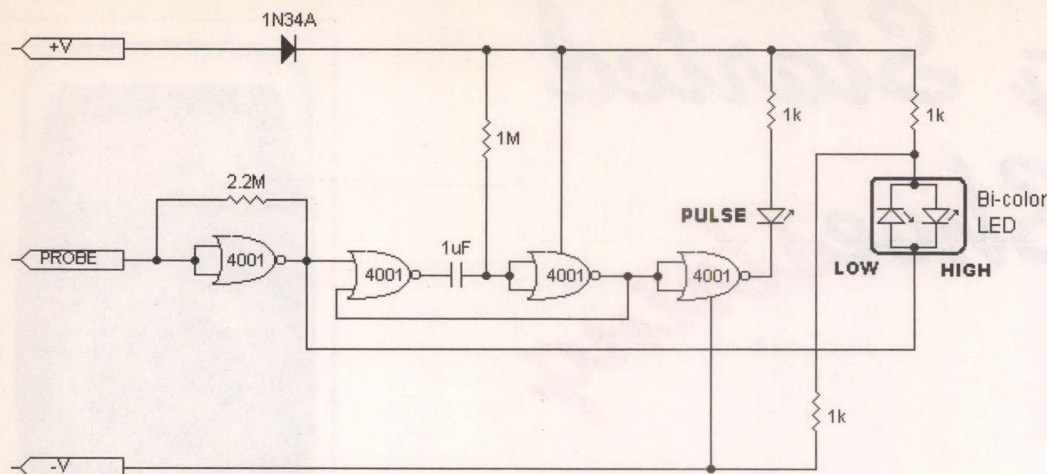 1N34A
+V
1M
1k
1k
2.2M
1uF
PULSE
Bi-color
LED
PROBE
4001
4001
4001
4001
LOW
HIGH
1k
-V